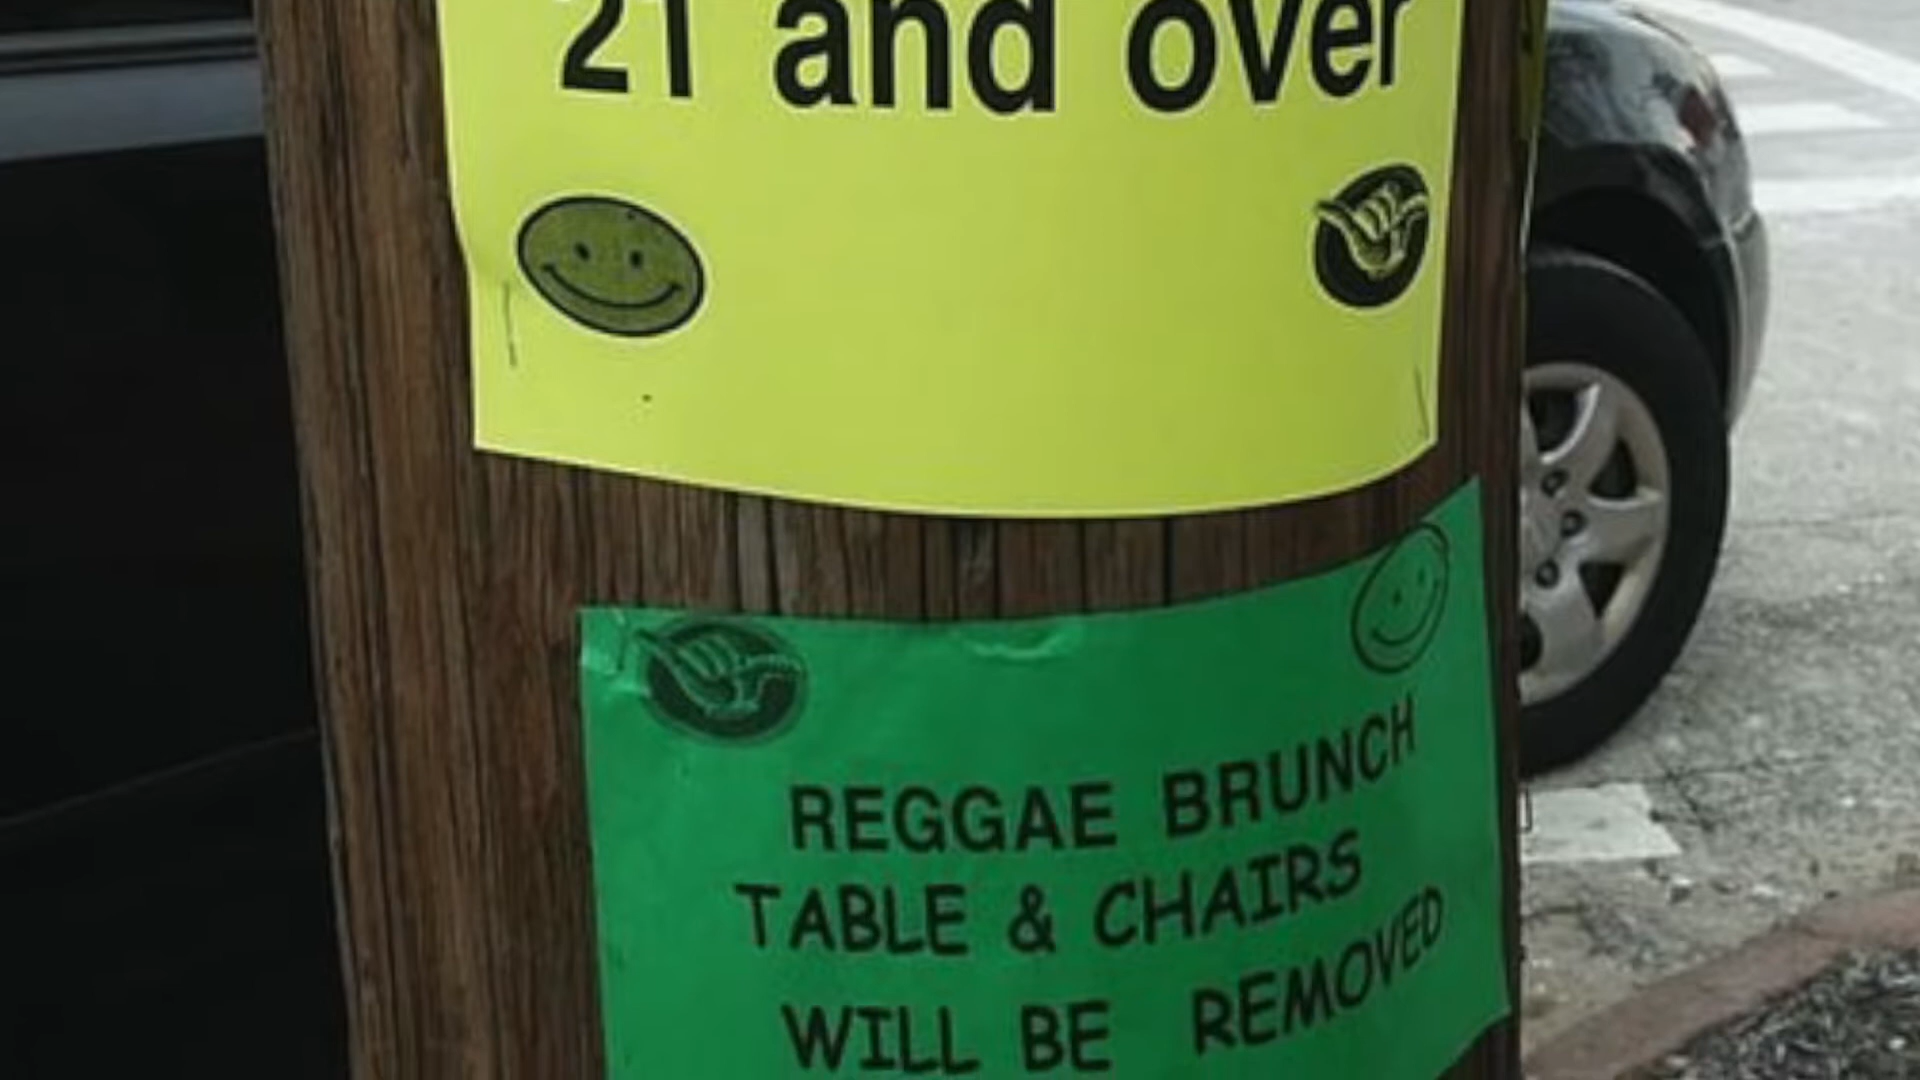 21 and over
REGGAE BRUNCH
TABLE & CHAIRS
WILL BE REMOVED